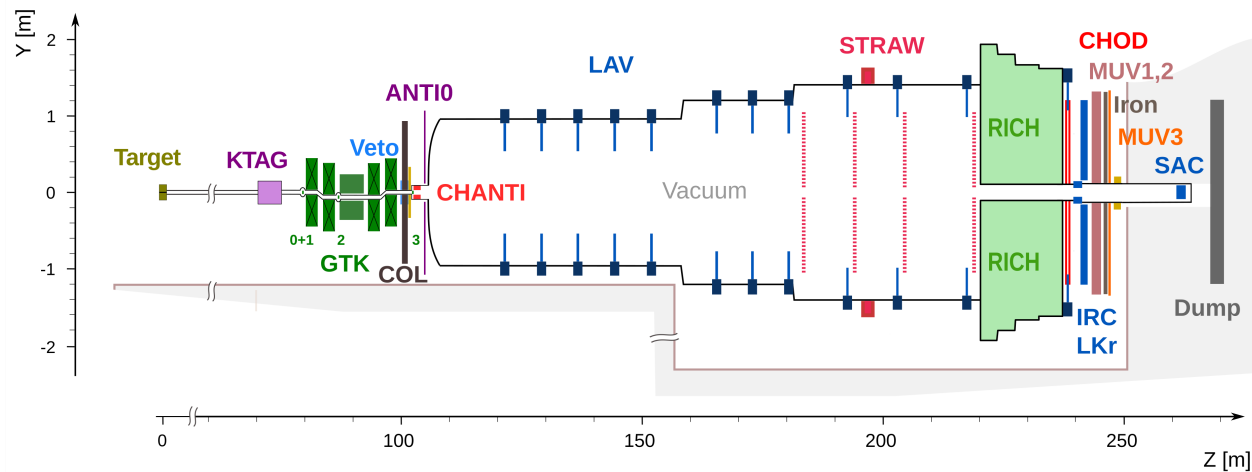 Y [m]
2
1
0
-1
-2
Target
KTAG
Veto
ANTI0
0+1
2
3
GTK
COL
CHANTI
LAV
Vacuum
STRAW
RICH
RICH
CHOD
MUV1,2
Iron
MUV3
SAC
IRC
LKr
Dump
0
100
150
200
250
Z [m]